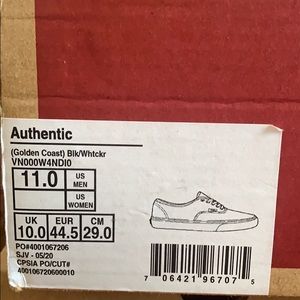 Authentic
(Golden Coast) Blk/Whtckr
VN000W4NDI0
11.0 US MEN US WOMEN
UK EUR CM
10.0 44.5 29.0
PO#4001067206
SJV - 05/20
CPSIA PO/CUT#
400106720600010
7 06421 96707 5